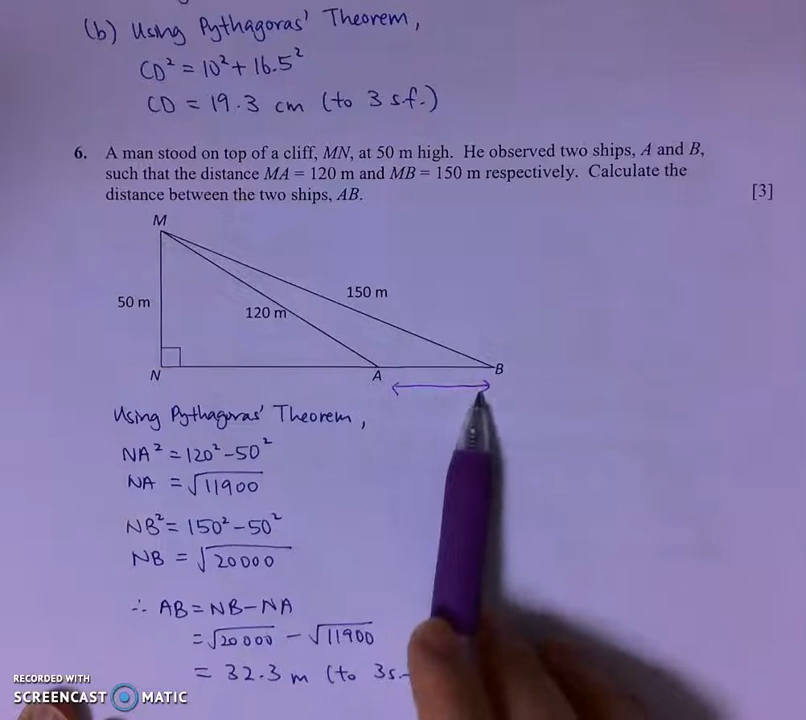 (b) Using Pythagoras' Theorem,
CD² = 10² + 16.5²
CD = 19.3 cm (to 3 s.f.)
6. A man stood on top of a cliff, MN, at 50 m high. He observed two ships, A and B,
such that the distance MA = 120 m and MB = 150 m respectively. Calculate the
distance between the two ships, AB. [3]
M
50 m
120 m
150 m
N
A
B
Using Pythagoras' Theorem,
NA² = 120² - 50²
NA = √11900
NB² = 150² - 50²
NB = √20000
∴ AB = NB - NA
= √20000 - √11900
= 32.3 m (to 3s.
RECORDED WITH
SCREENCAST MATIC